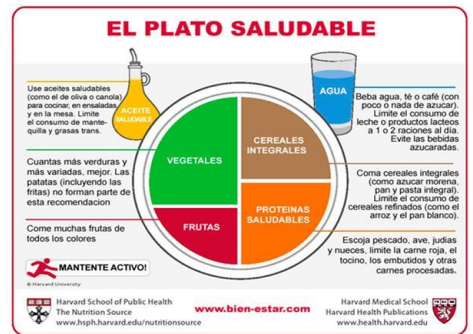 EL PLATO SALUDABLE
Use aceites saludables
(como el de oliva o canola)
para cocinar, en ensaladas
y en la mesa. Limite
el consumo de mante-
quilla y grasas trans.
ACEITE
SALUDABLE
AGUA
Beba agua, té o café (con
poco o nada de azucar).
Limite el consumo de
leche o productos lacteos
a 1 o 2 raciones al día.
Evite las bebidas
azucaradas.
VEGETALES
CEREALES
INTEGRALES
Cuantas más verduras y
más variadas, mejor. Las
patatas (incluyendo las
fritas) no forman parte de
esta recomendacion
Coma cereales integrales
(como azucar morena,
pan y pasta integral).
Limite el consumo de
cereales refinados (como el
arroz y el pan blanco).
FRUTAS
PROTEINAS
SALUDABLES
Come muchas frutas de
todos los colores
Escoja pescado, ave, judias
y nueces, limite la carne roja, el
tocino, los embutidos y otras
carnes procesadas.
MANTENTE ACTIVO!
© Harvard University
Harvard School of Public Health
The Nutrition Source
www.hsph.harvard.edu/nutritionsource
www.bien-estar.com
Harvard Medical School
Harvard Health Publications
www.health.harvard.edu